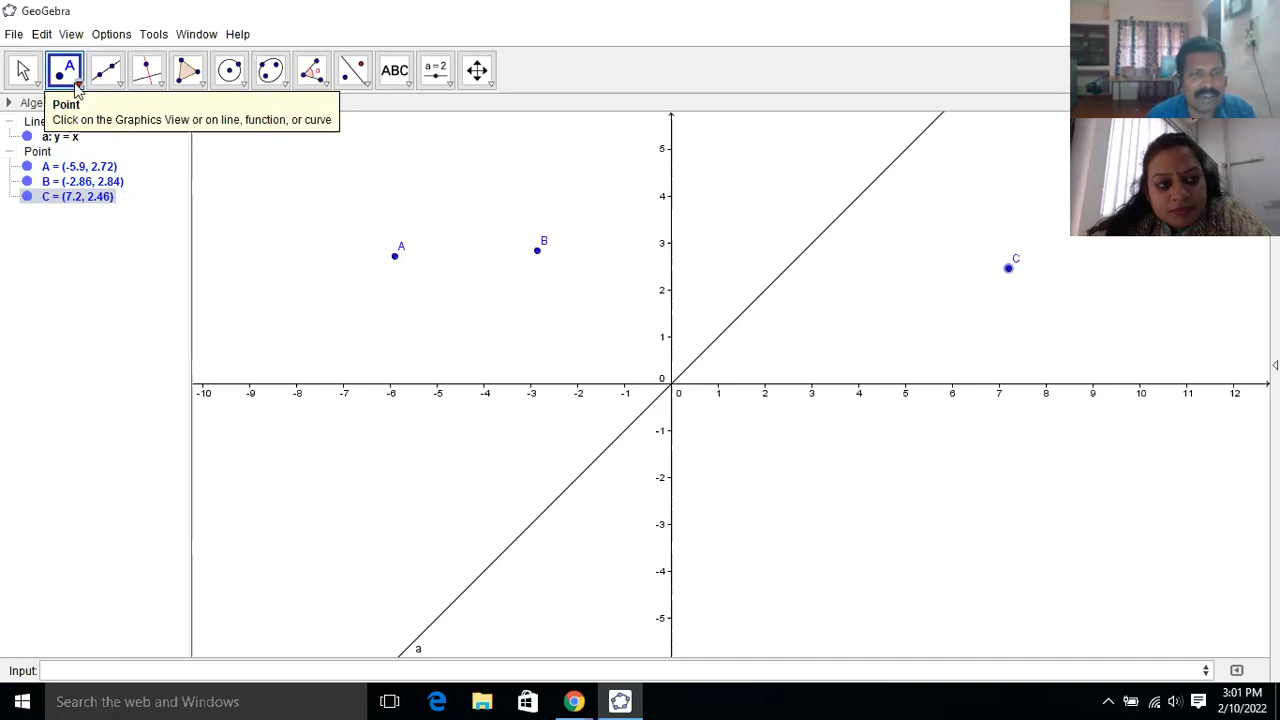 GeoGebra
File Edit View Options Tools Window Help
A
ABC
a=2
α
Point
Click on the Graphics View or on line, function, or curve
a: y = x
Point
A = (-5.9, 2.72)
B = (-2.86, 2.84)
C = (7.2, 2.46)
5
4
3
2
1
0
-1
-2
-3
-4
-5
A
B
C
-10 -9 -8 -7 -6 -5 -4 -3 -2 -1 0 1 2 3 4 5 6 7 8 9 10 11 12
a
Input:
Search the web and Windows
3:01 PM
2/10/2022